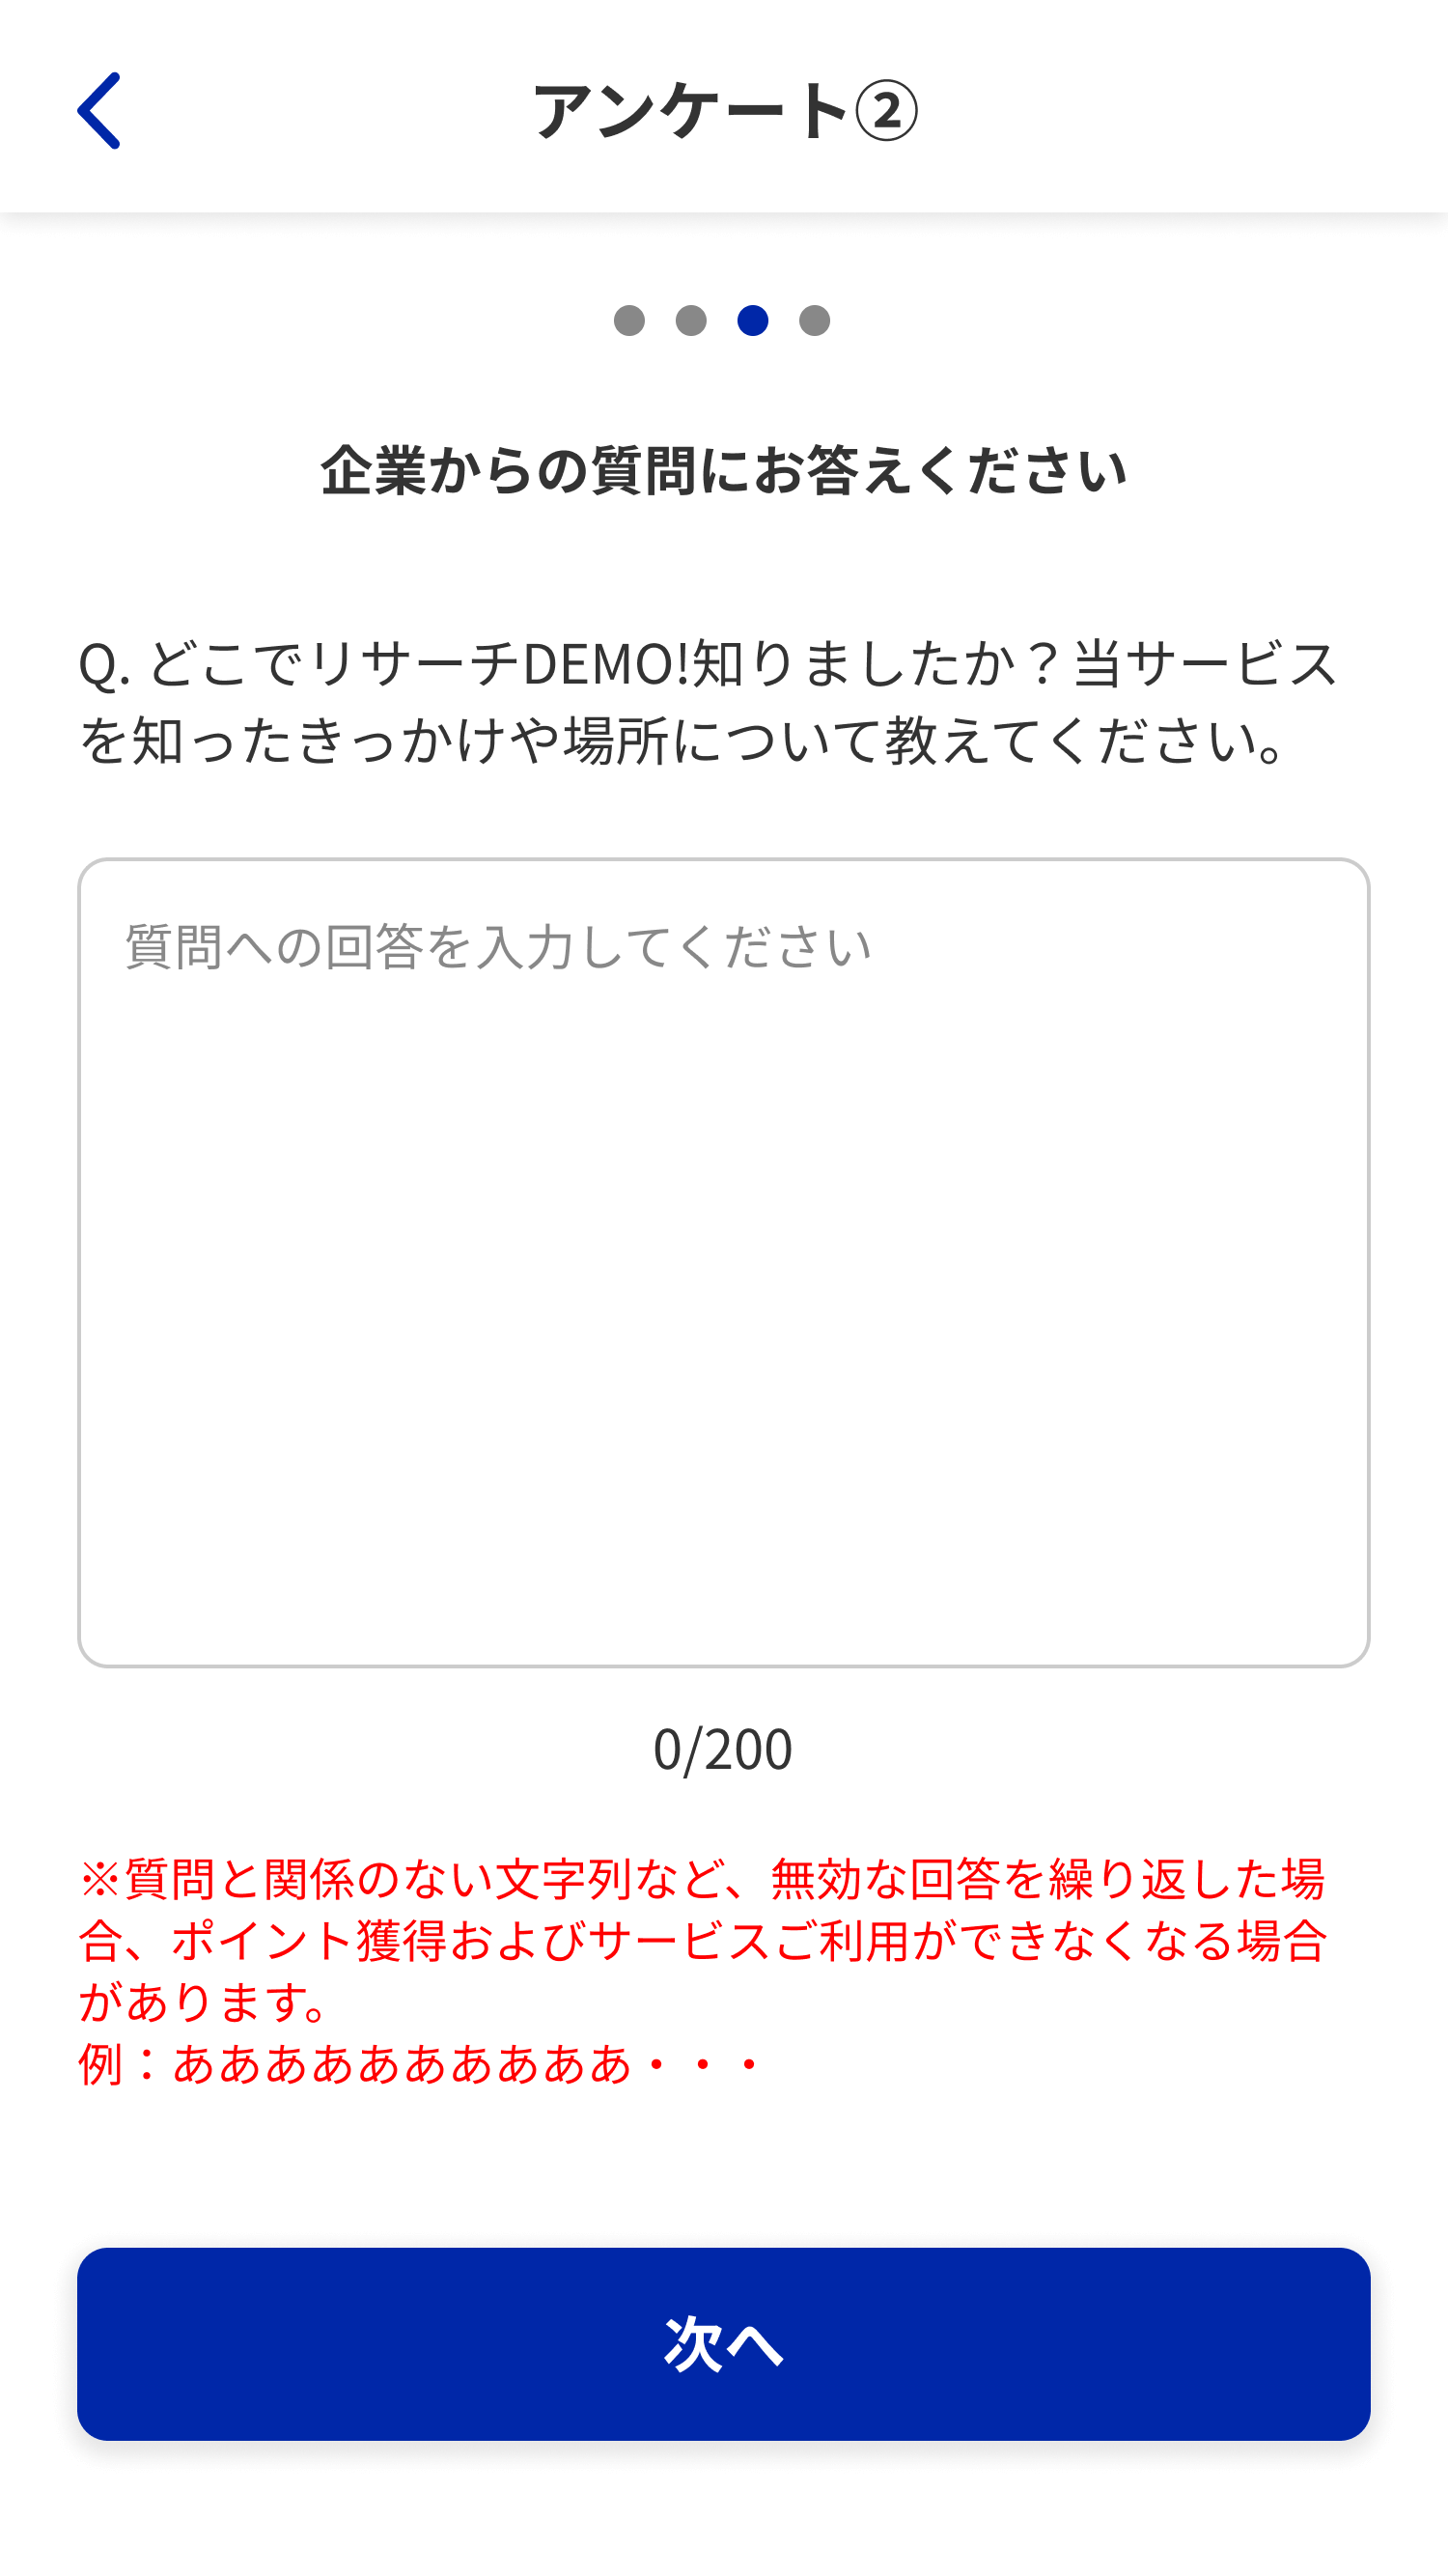 アンケート②
企業からの質問にお答えください
Q. どこでリサーチDEMO!知りましたか？当サービス
を知ったきっかけや場所について教えてください。
質問への回答を入力してください
0/200
※質問と関係のない文字列など、無効な回答を繰り返した場
合、ポイント獲得およびサービスご利用ができなくなる場合
があります。
例：ああああああああああ・・・
次へ